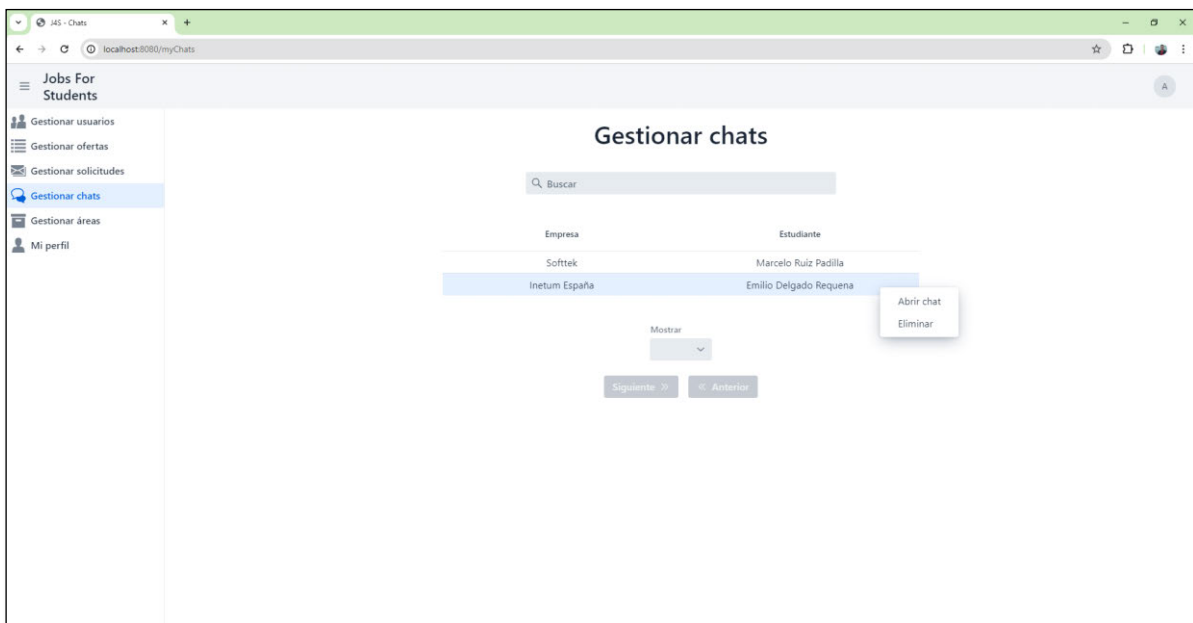 J4S - Chats
localhost:8080/myChats
Jobs For
Students
A
Gestionar usuarios
Gestionar ofertas
Gestionar solicitudes
Gestionar chats
Gestionar áreas
Mi perfil
Gestionar chats
Buscar
Empresa Estudiante
Softtek Marcelo Ruiz Padilla
Inetum España Emilio Delgado Requena
Abrir chat
Eliminar
Mostrar
Siguiente » « Anterior